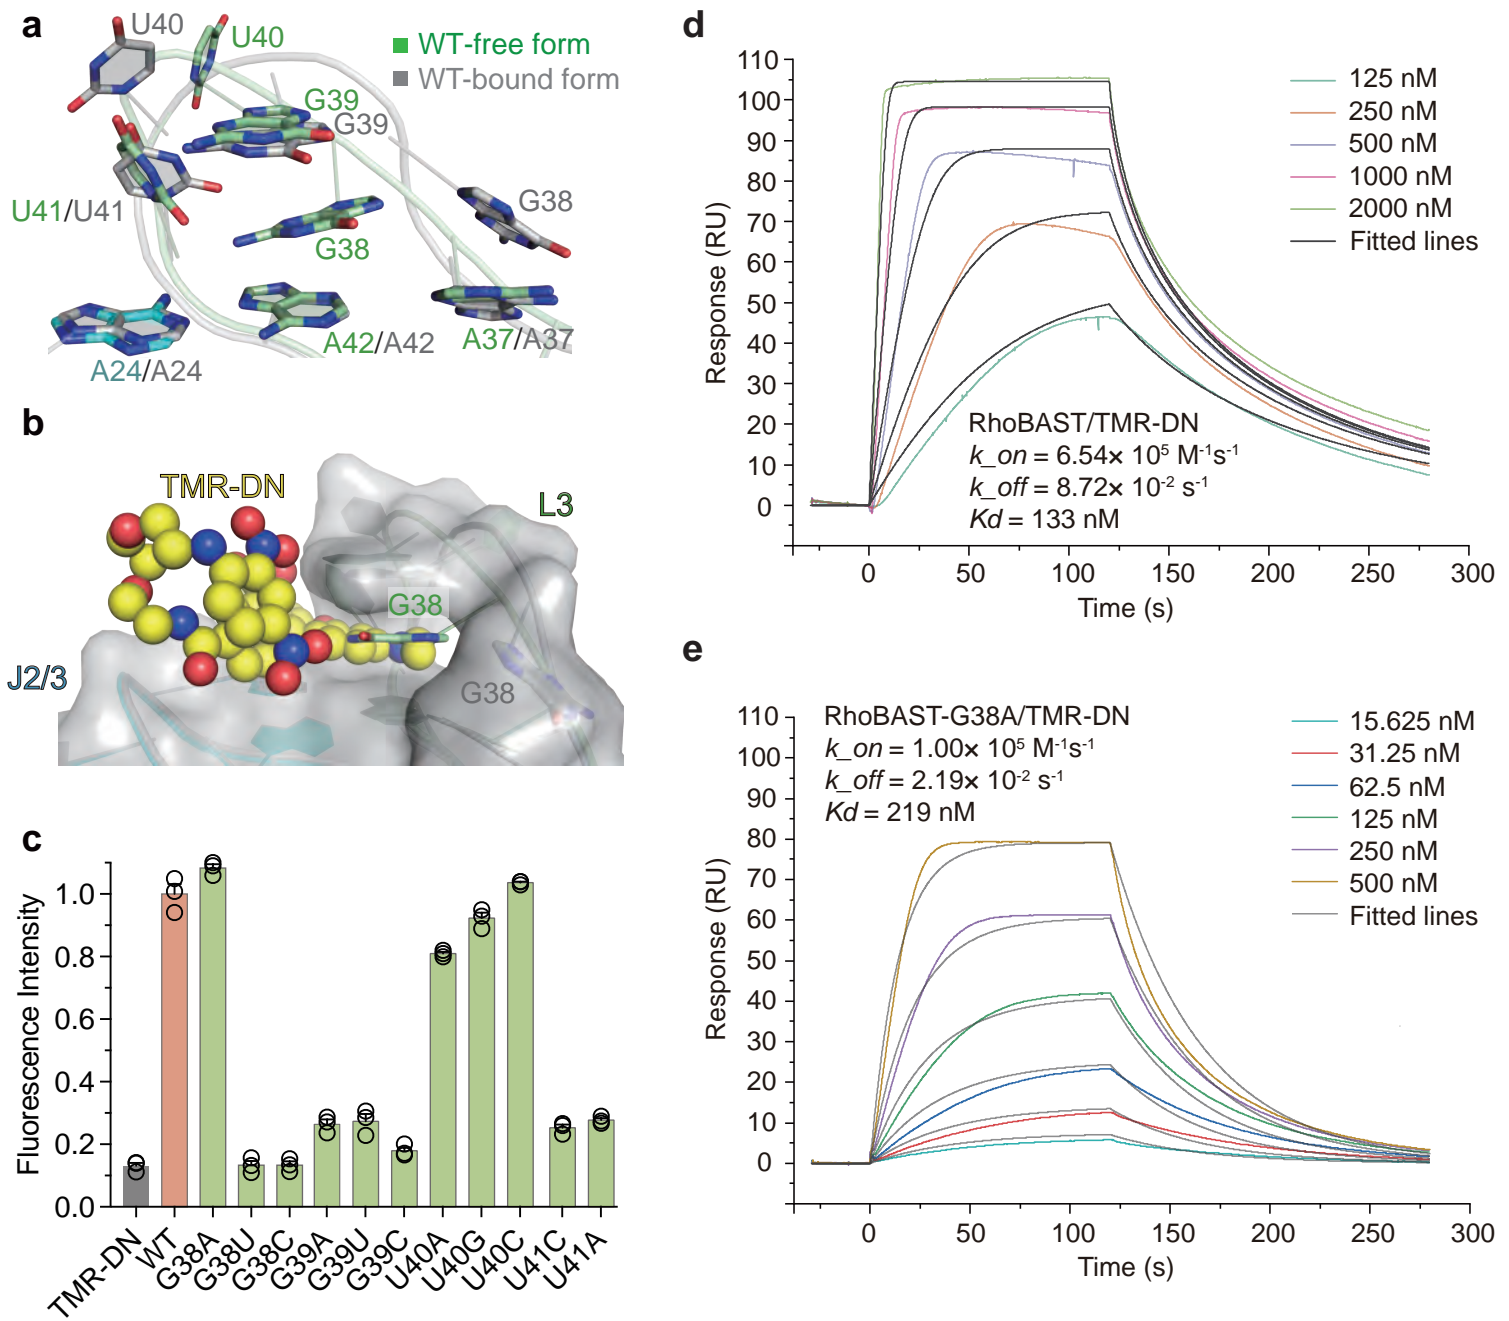 a
U40
U40
WT-free form
WT-bound form
G39
G39
U41/U41
G38
G38
A42/A42
A37/A37
A24/A24
b
TMR-DN
L3
G38
J2/3
G38
c
Fluorescence Intensity
1.0
0.8
0.6
0.4
0.2
0.0
TMR-DN
WT
G38A
G38U
G38C
G39A
G39U
G39C
U40A
U40G
U40C
U41C
U41A
d
Response (RU)
110
100
90
80
70
60
50
40
30
20
10
0
125 nM
250 nM
500 nM
1000 nM
2000 nM
Fitted lines
RhoBAST/TMR-DN
k_on = 6.54× 10⁵ M⁻¹s⁻¹
k_off = 8.72× 10⁻² s⁻¹
Kd = 133 nM
0 50 100 150 200 250 300
Time (s)
e
Response (RU)
110
100
90
80
70
60
50
40
30
20
10
0
RhoBAST-G38A/TMR-DN
k_on = 1.00× 10⁵ M⁻¹s⁻¹
k_off = 2.19× 10⁻² s⁻¹
Kd = 219 nM
15.625 nM
31.25 nM
62.5 nM
125 nM
250 nM
500 nM
Fitted lines
0 50 100 150 200 250 300
Time (s)